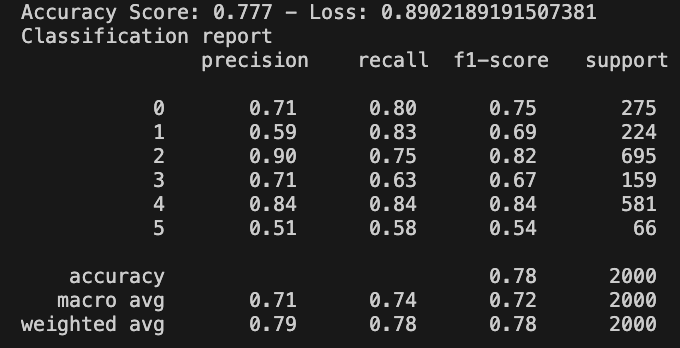 Accuracy Score: 0.777 – Loss: 0.8902189191507381
Classification report
precision recall f1-score support
0 0.71 0.80 0.75 275
1 0.59 0.83 0.69 224
2 0.90 0.75 0.82 695
3 0.71 0.63 0.67 159
4 0.84 0.84 0.84 581
5 0.51 0.58 0.54 66
accuracy 0.78 2000
macro avg 0.71 0.74 0.72 2000
weighted avg 0.79 0.78 0.78 2000